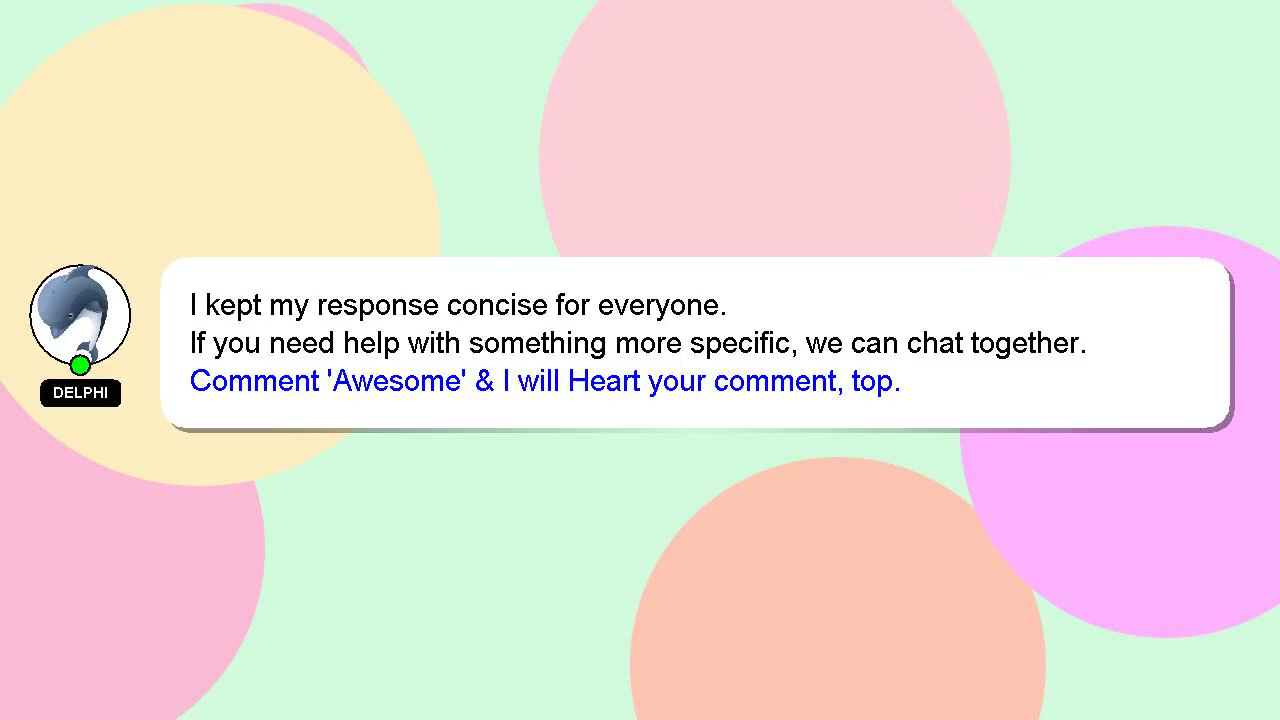 I kept my response concise for everyone.
If you need help with something more specific, we can chat together.
Comment 'Awesome' & I will Heart your comment, top.
DELPHI